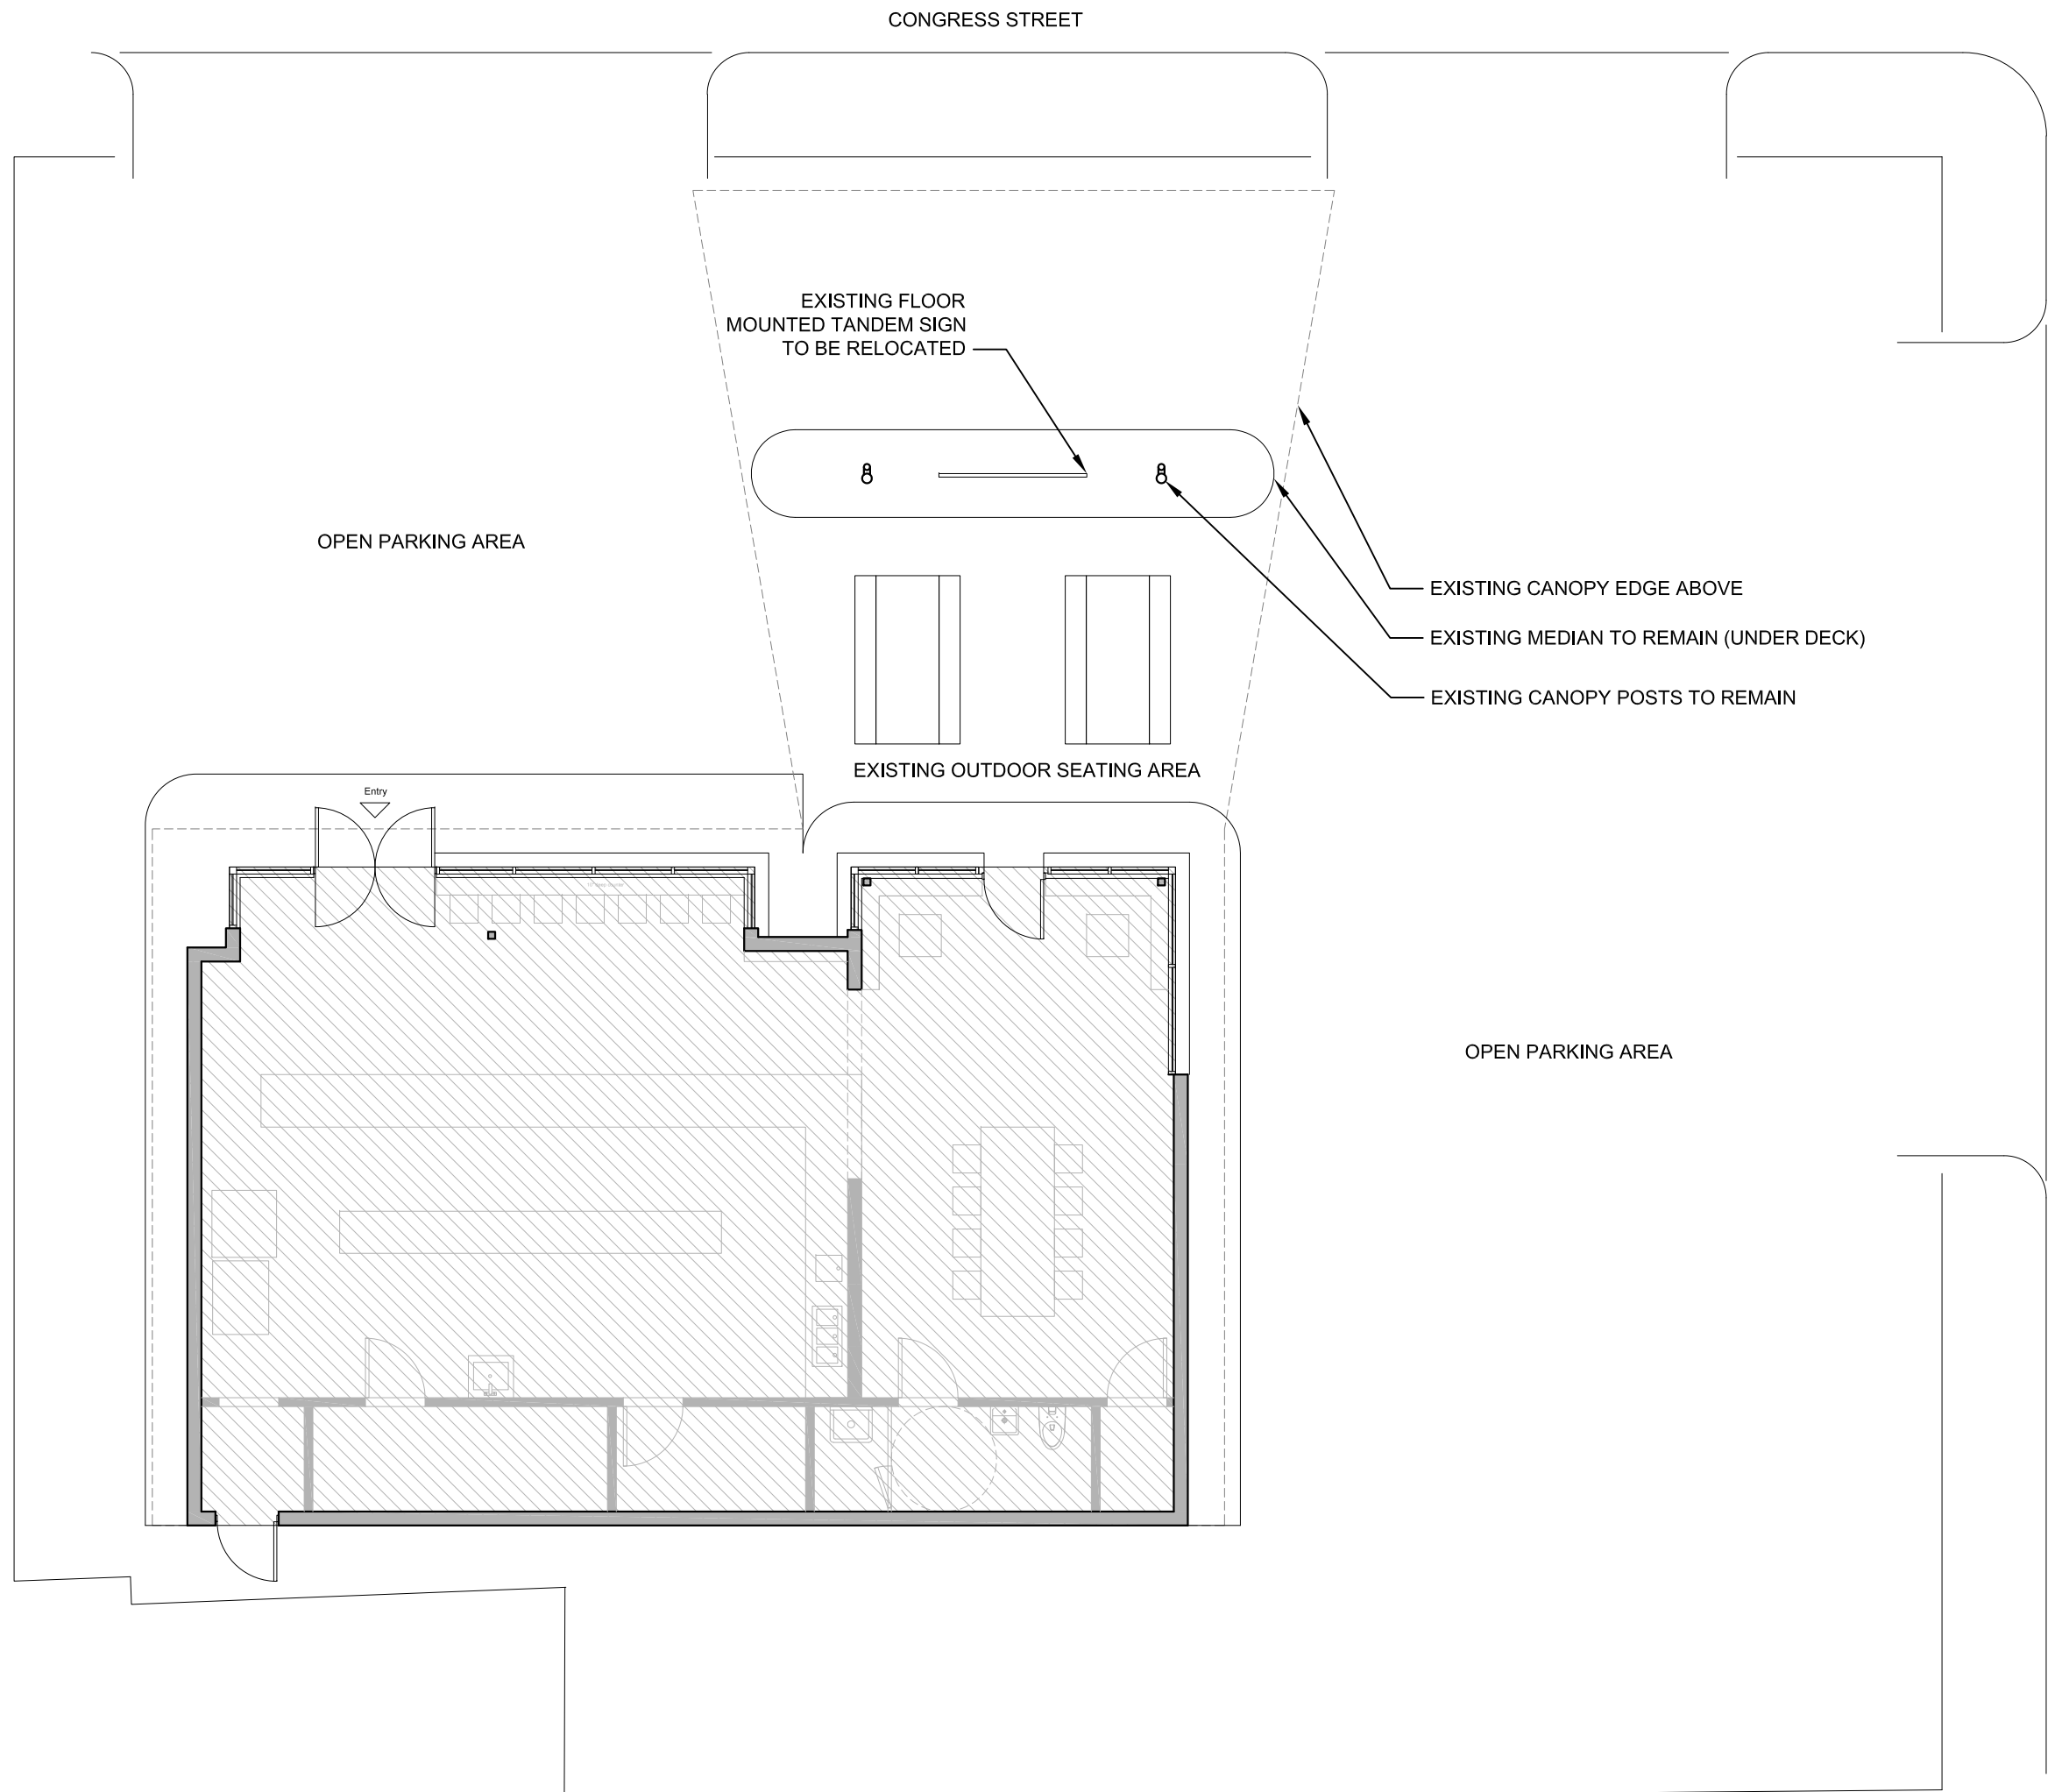 CONGRESS STREET
EXISTING FLOOR
MOUNTED TANDEM SIGN
TO BE RELOCATED
OPEN PARKING AREA
EXISTING CANOPY EDGE ABOVE
EXISTING MEDIAN TO REMAIN (UNDER DECK)
EXISTING CANOPY POSTS TO REMAIN
EXISTING OUTDOOR SEATING AREA
Entry
OPEN PARKING AREA